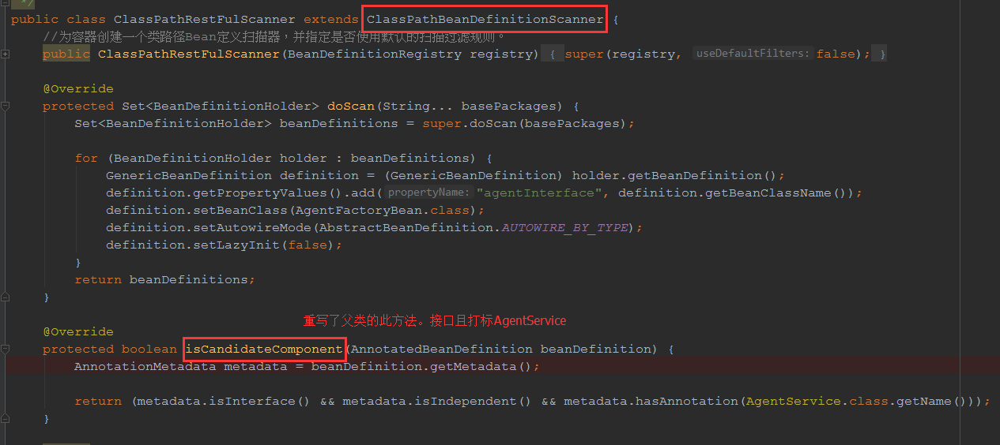 */
public class ClassPathRestFulScanner extends ClassPathBeanDefinitionScanner {
//为容器创建一个类路径Bean定义扫描器，并指定是否使用默认的扫描过滤规则。
public ClassPathRestFulScanner(BeanDefinitionRegistry registry) { super(registry, useDefaultFilters: false); }
@Override
protected Set<BeanDefinitionHolder> doScan(String... basePackages) {
Set<BeanDefinitionHolder> beanDefinitions = super.doScan(basePackages);
for (BeanDefinitionHolder holder : beanDefinitions) {
GenericBeanDefinition definition = (GenericBeanDefinition) holder.getBeanDefinition();
definition.getPropertyValues().add( propertyName: "agentInterface", definition.getBeanClassName());
definition.setBeanClass(AgentFactoryBean.class);
definition.setAutowireMode(AbstractBeanDefinition.AUTOWIRE_BY_TYPE);
definition.setLazyInit(false);
}
return beanDefinitions;
}
重写了父类的此方法。接口且打标AgentService
@Override
protected boolean isCandidateComponent(AnnotatedBeanDefinition beanDefinition) {
AnnotationMetadata metadata = beanDefinition.getMetadata();
return (metadata.isInterface() && metadata.isIndependent() && metadata.hasAnnotation(AgentService.class.getName()));
}